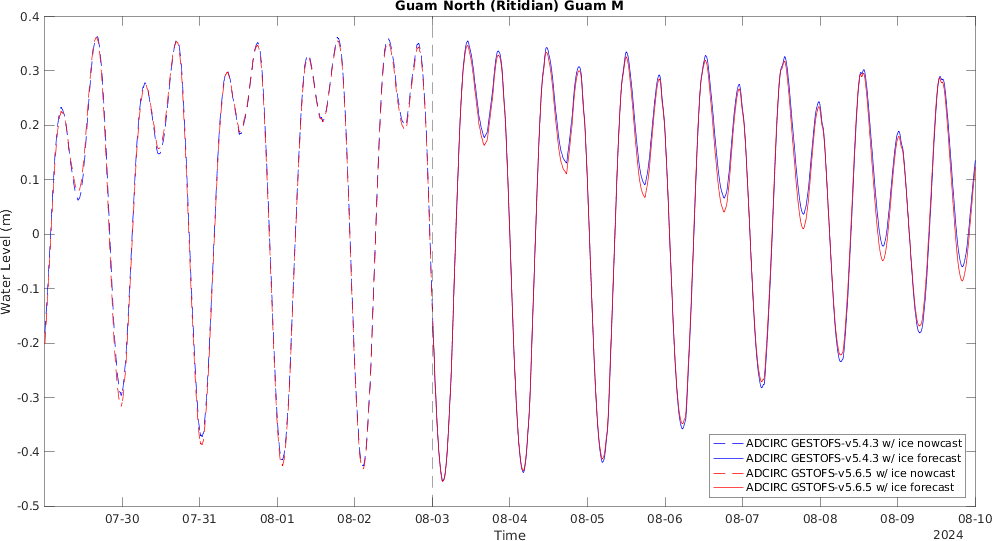 Guam North (Ritidian) Guam M
0.4
0.3
0.2
0.1
0
-0.1
-0.2
-0.3
-0.4
-0.5
Water Level (m)
ADCIRC GESTOFS-v5.4.3 w/ ice nowcast
ADCIRC GESTOFS-v5.4.3 w/ ice forecast
ADCIRC GSTOFS-v5.6.5 w/ ice nowcast
ADCIRC GSTOFS-v5.6.5 w/ ice forecast
07-30 07-31 08-01 08-02 08-03 08-04 08-05 08-06 08-07 08-08 08-09 08-10
Time
2024